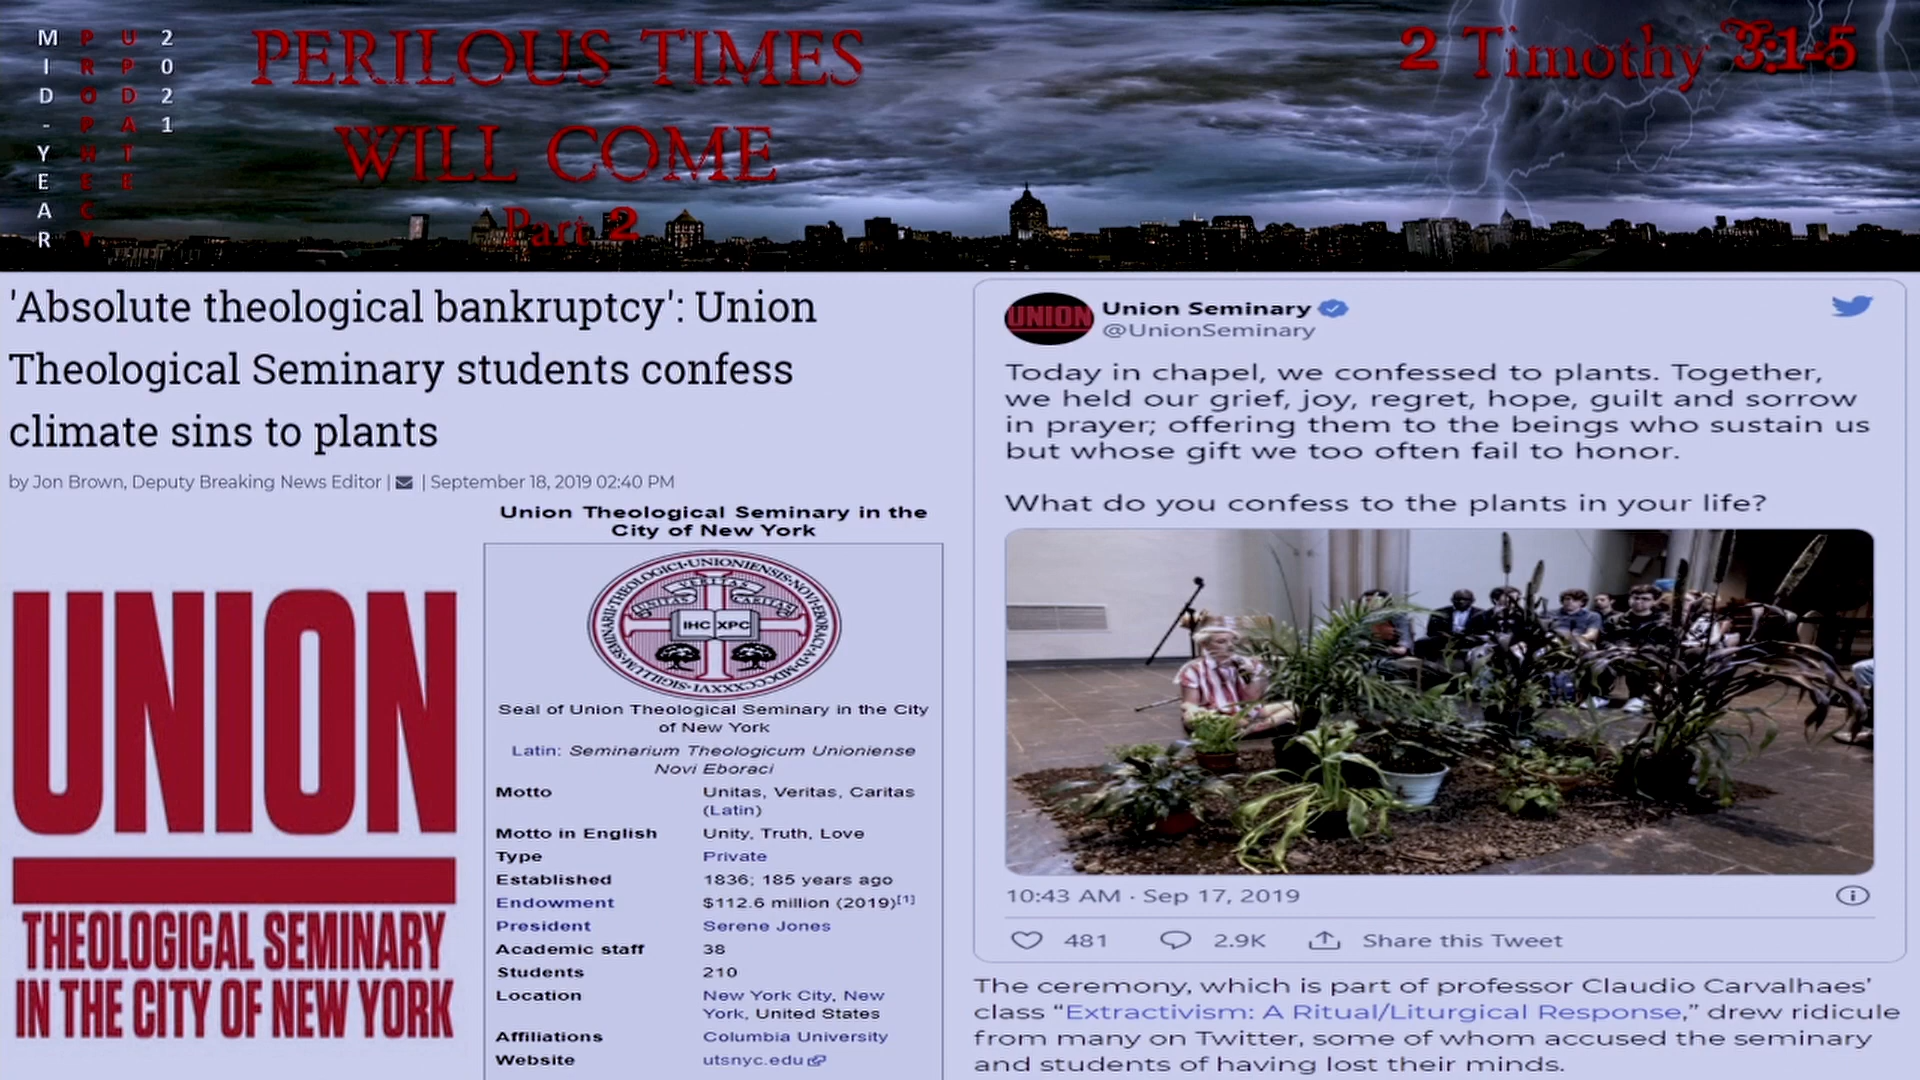 MID-YEAR
PROPHECY
UPDATE
2021
PERILOUS TIMES
WILL COME
Part 2
2 Timothy 3:1-5
'Absolute theological bankruptcy': Union
Theological Seminary students confess
climate sins to plants
by Jon Brown, Deputy Breaking News Editor | | September 18, 2019 02:40 PM
UNION
THEOLOGICAL SEMINARY
IN THE CITY OF NEW YORK
Union Theological Seminary in the
City of New York
UNITAS VERITAS CARITAS
IHC XPC
Seal of Union Theological Seminary in the City
of New York
Latin: Seminarium Theologicum Unioniense
Novi Eboraci
Motto Unitas, Veritas, Caritas
(Latin)
Motto in English Unity, Truth, Love
Type Private
Established 1836; 185 years ago
Endowment $112.6 million (2019)[1]
President Serene Jones
Academic staff 38
Students 210
Location New York City, New
York, United States
Affiliations Columbia University
Website utsnyc.edu
UNION
Union Seminary
@UnionSeminary
Today in chapel, we confessed to plants. Together,
we held our grief, joy, regret, hope, guilt and sorrow
in prayer; offering them to the beings who sustain us
but whose gift we too often fail to honor.
What do you confess to the plants in your life?
10:43 AM · Sep 17, 2019
481 2.9K Share this Tweet
The ceremony, which is part of professor Claudio Carvalhaes’
class “Extractivism: A Ritual/Liturgical Response,” drew ridicule
from many on Twitter, some of whom accused the seminary
and students of having lost their minds.